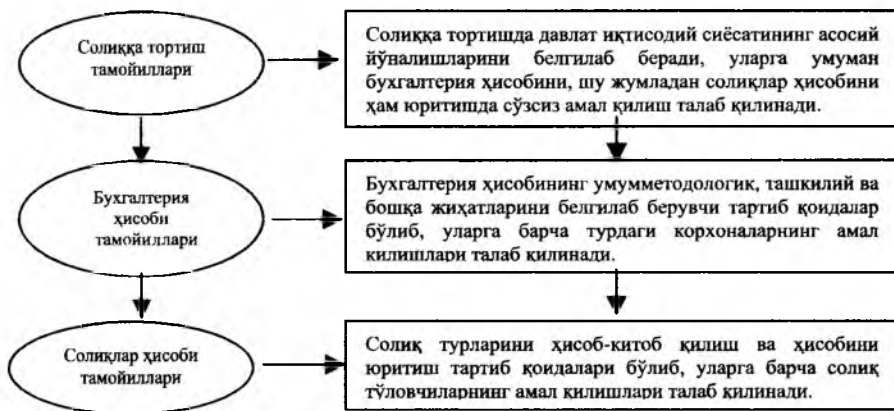 Солиққа тортиш
тамойиллари
Солиққа тортишда давлат иқтисодий сиёсатининг асосий
йўналишларини белгилаб беради, уларга умуман
бухгалтерия ҳисобини, шу жумладан солиқлар ҳисобини
ҳам юритишда сўзсиз амал қилиш талаб қилинади.
Бухгалтерия
ҳисоби
тамойиллари
Бухгалтерия ҳисобининг умумметодологик, ташкилий ва
бошқа жиҳатларини белгилаб берувчи тартиб қоидалар
бўлиб, уларга барча турдаги корхоналарнинг амал
килишлари талаб қилинади.
Солиқлар ҳисоби
тамойиллари
Солиқ турларини ҳисоб-китоб қилиш ва ҳисобини
юритиш тартиб қоидалари бўлиб, уларга барча солиқ
тўловчиларнинг амал қилишлари талаб қилинади.